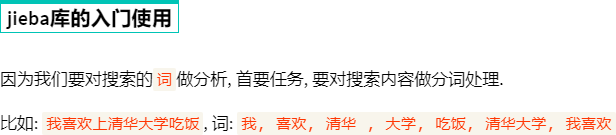 jieba库的入门使用
因为我们要对搜索的 词 做分析, 首要任务, 要对搜索内容做分词处理.
比如: 我喜欢上清华大学吃饭 , 词: 我, 喜欢, 清华 , 大学, 吃饭, 清华大学, 我喜欢